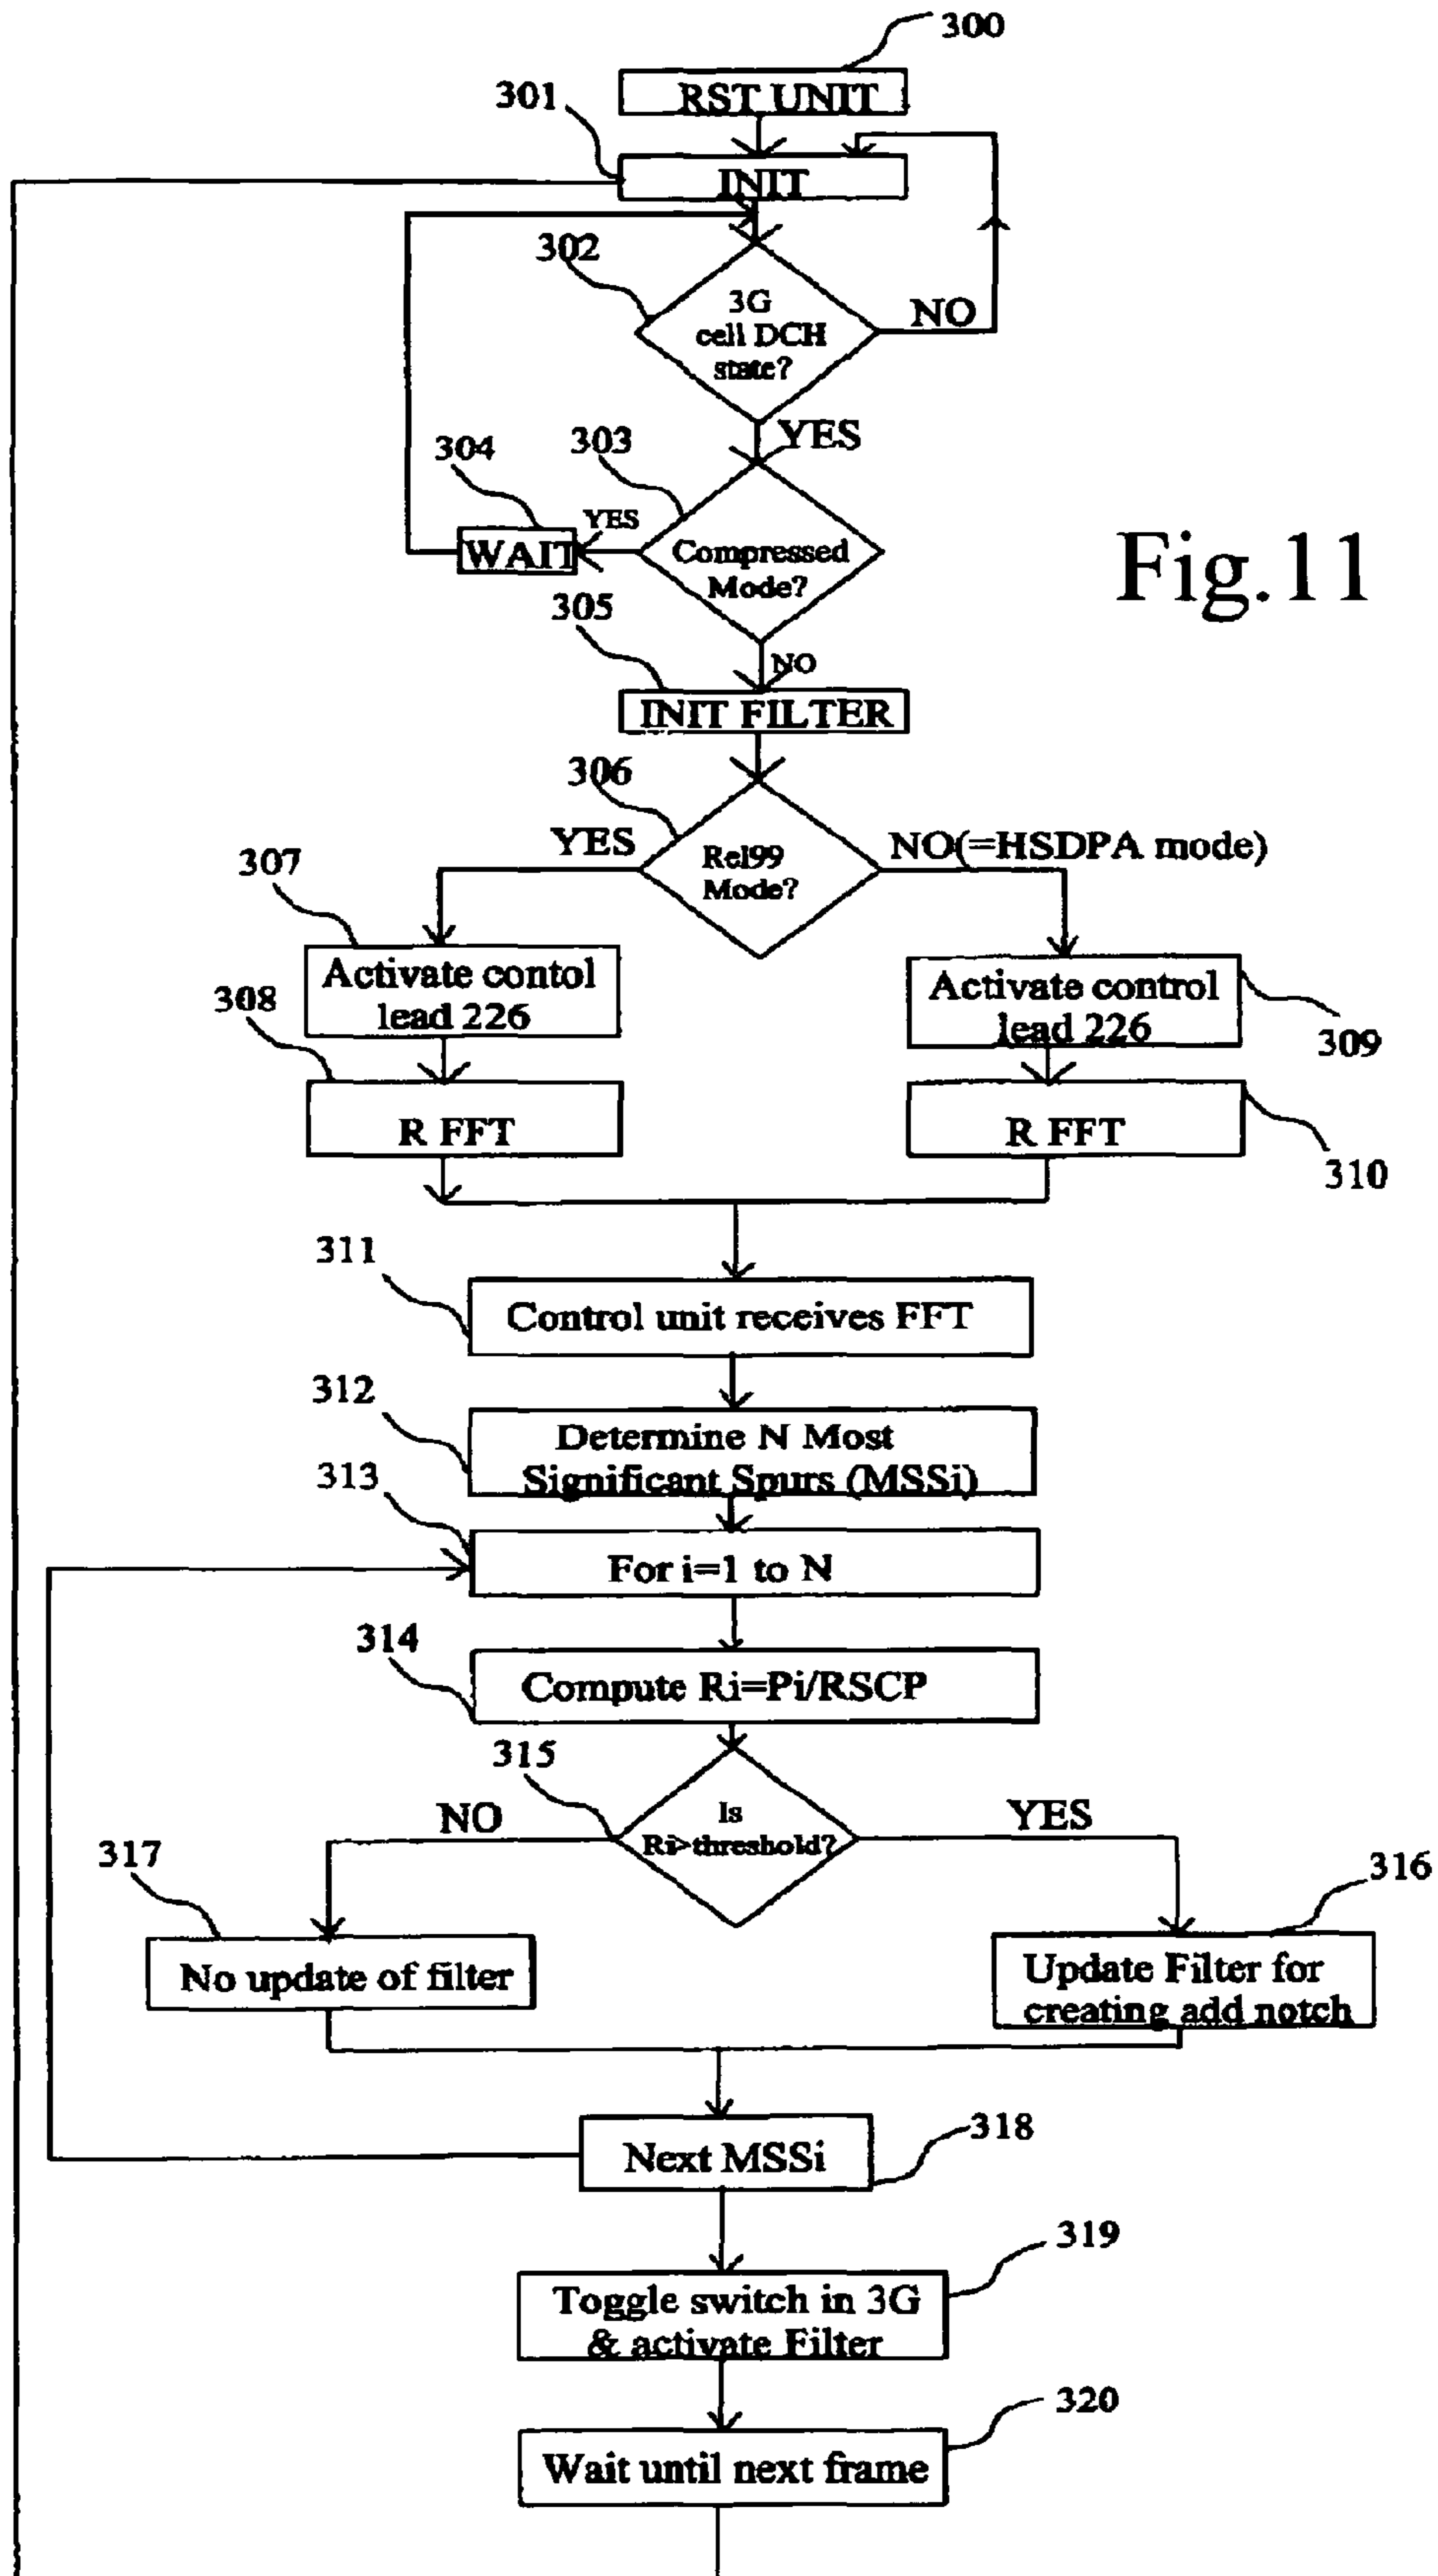 300
RST UNIT
301
INIT
302
3G
cell DCH
state?
NO
YES
303
304
YES
WAIT
Compressed
Mode?
Fig.11
305
NO
INIT FILTER
306
YES
NO(=HSDPA mode)
Rel99
Mode?
307
Activate contol
lead 226
Activate control
lead 226
309
308
R FFT
R FFT
310
311
Control unit receives FFT
312
Determine N Most
Significant Spurs (MSSi)
313
For i=1 to N
314
Compute Ri=Pi/RSCP
315
Is
Ri>threshold?
NO
YES
317
316
No update of filter
Update Filter for
creating add notch
318
Next MSSi
319
Toggle switch in 3G
& activate Filter
320
Wait until next frame